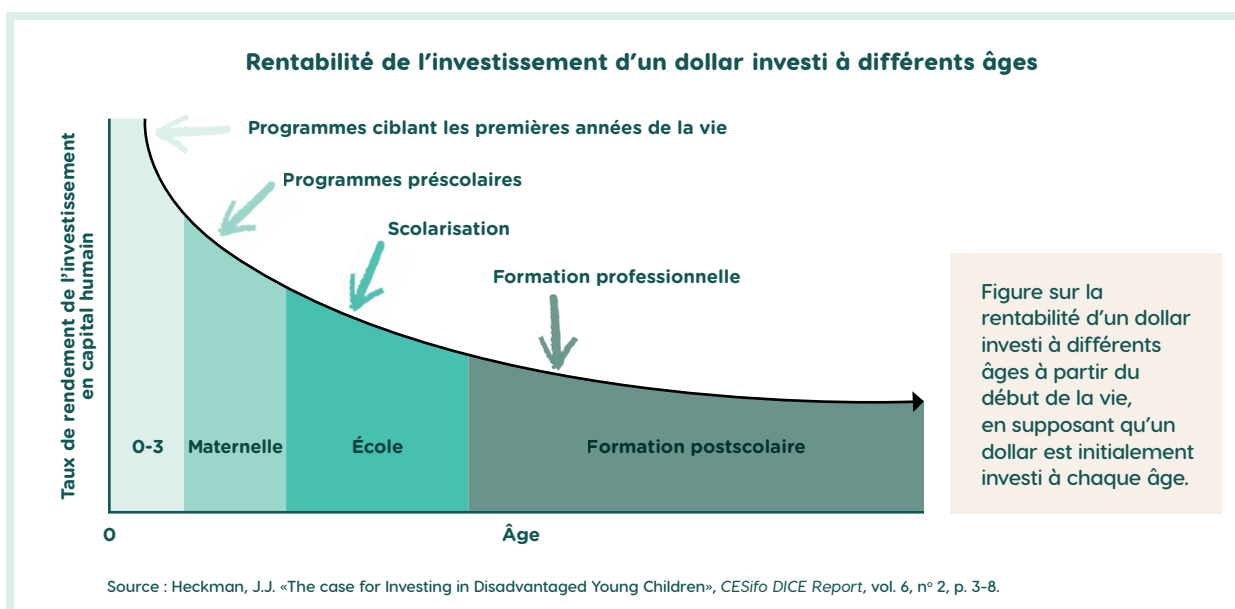 Rentabilité de l’investissement d’un dollar investi à différents âges
Taux de rendement de l’investissement
en capital humain
Programmes ciblant les premières années de la vie
Programmes préscolaires
Scolarisation
Formation professionnelle
0-3
Maternelle
École
Formation postscolaire
0
Âge
Figure sur la
rentabilité d’un dollar
investi à différents
âges à partir du
début de la vie,
en supposant qu’un
dollar est initialement
investi à chaque âge.
Source : Heckman, J.J. «The case for Investing in Disadvantaged Young Children», CESifo DICE Report, vol. 6, nº 2, p. 3-8.